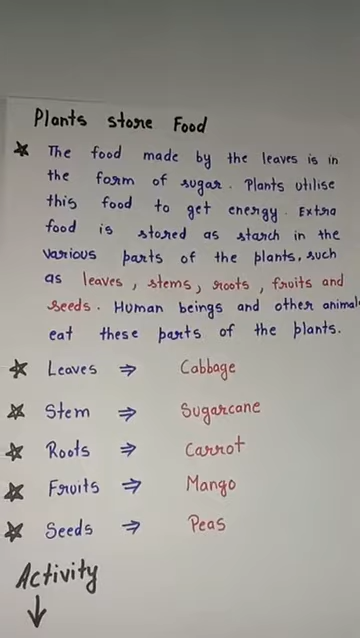 Plants store Food
The food made by the leaves is in
the form of sugar. Plants utilise
this food to get energy. Extra
food is stored as starch in the
various parts of the plants, such
as leaves, stems, roots, fruits and
seeds. Human beings and other animal
eat these parts of the plants.
Leaves ⇒ Cabbage
Stem ⇒ Sugarcane
Roots ⇒ Carrot
Fruits ⇒ Mango
Seeds ⇒ Peas
Activity
↓